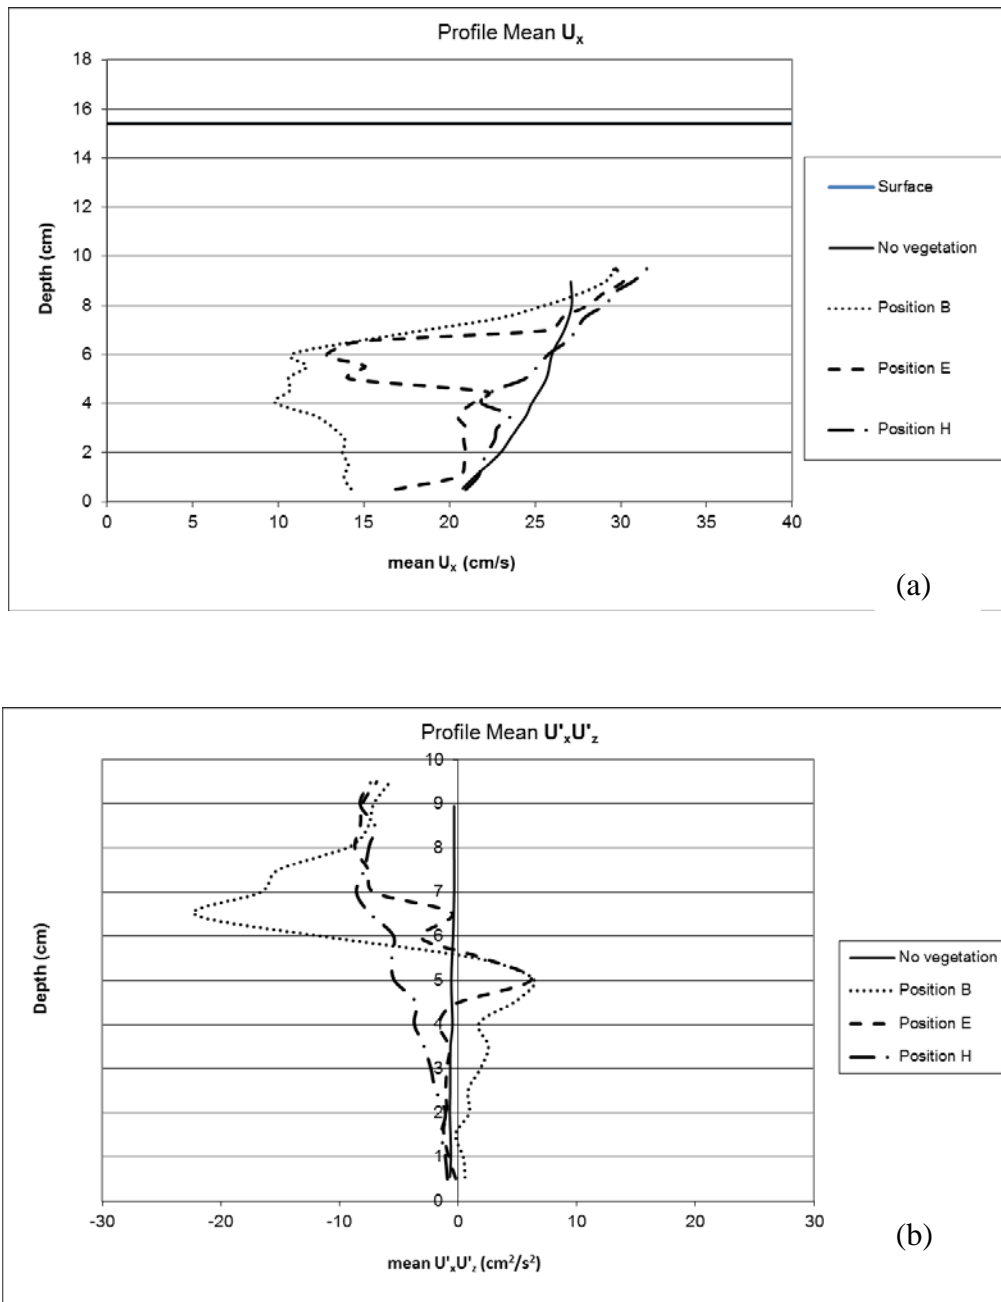 Profile Mean Ux
18
16
14
12
10
8
6
4
2
0
Depth (cm)
0 5 10 15 20 25 30 35 40
mean Ux (cm/s)
Surface
No vegetation
Position B
Position E
Position H
(a)
Profile Mean U'xU'z
10
9
8
7
6
5
4
3
2
1
0
Depth (cm)
-30 -20 -10 0 10 20 30
mean U'xU'z (cm²/s²)
No vegetation
Position B
Position E
Position H
(b)